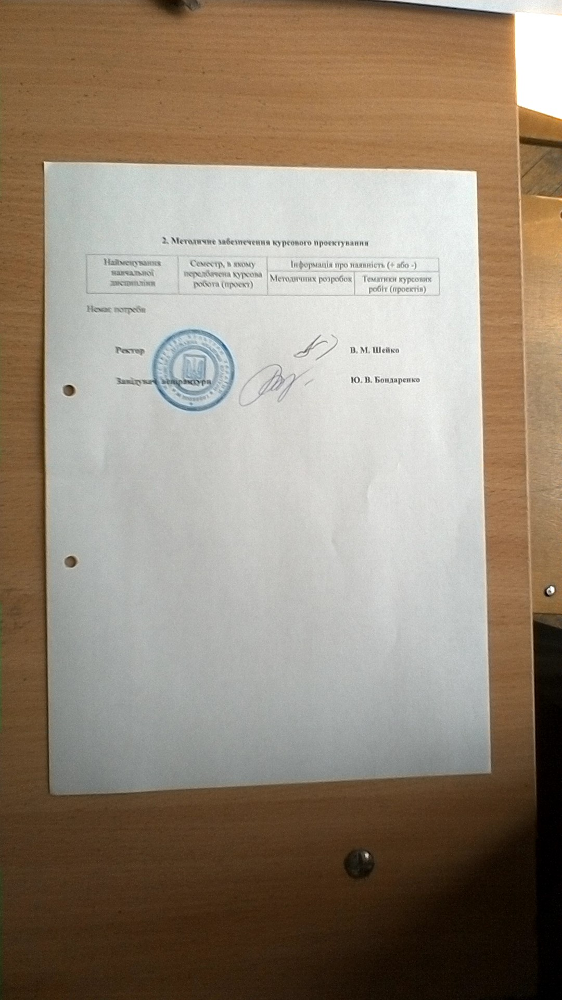 2. Методичне забезпечення курсового проектування
Найменування навчальної дисципліни
Семестр, в якому передбачена курсова робота (проект)
Інформація про наявність (+ або -)
Методичних розробок
Тематики курсових робіт (проектів)
Немає потреби
Ректор В. М. Шейко
Завідувач аспірантури Ю. В. Бондаренко